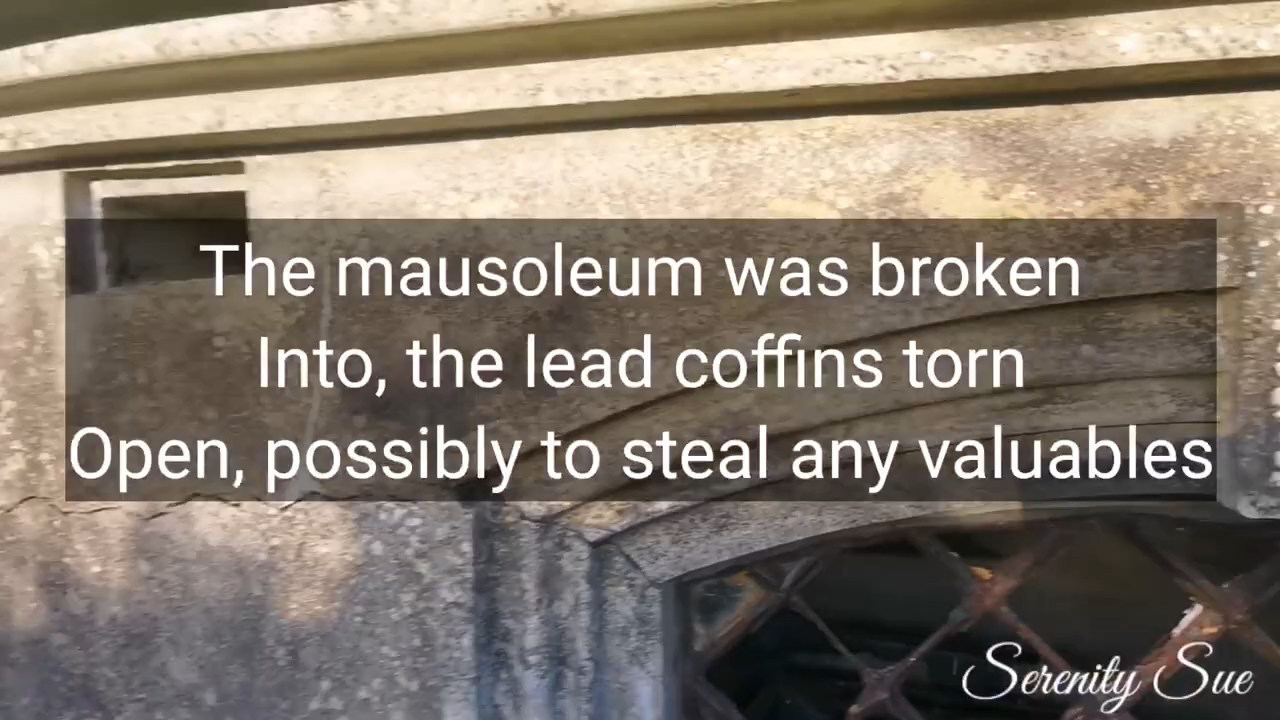 The mausoleum was broken
Into, the lead coffins torn
Open, possibly to steal any valuables
Serenity Sue